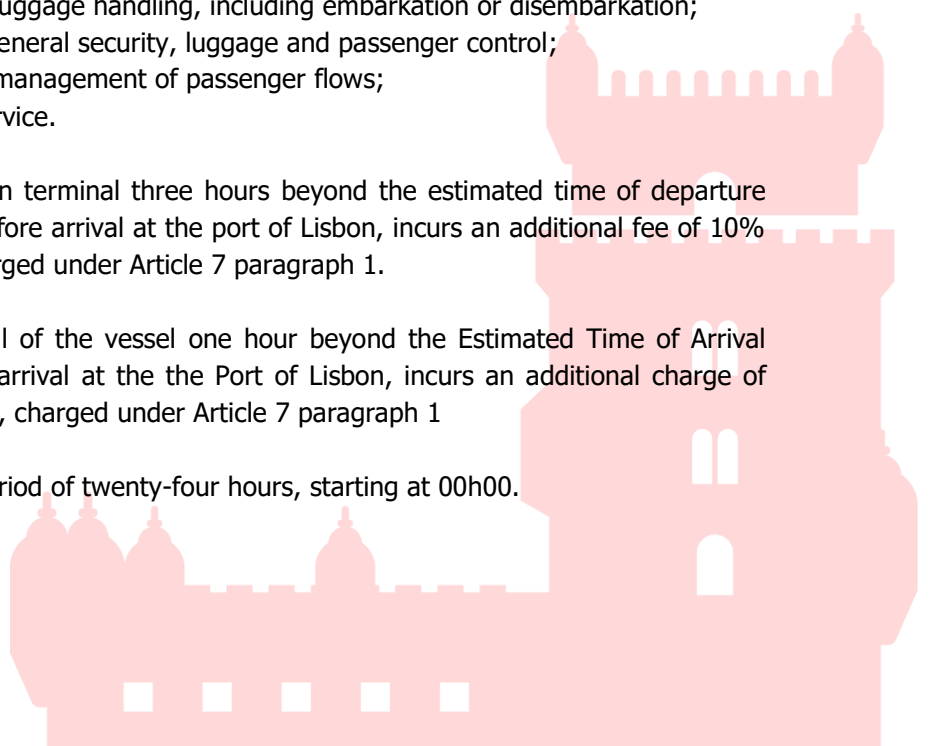 uggage handling, including embarkation or disembarkation;
eneral security, luggage and passenger control;
management of passenger flows;
rvice.
n terminal three hours beyond the estimated time of departure
fore arrival at the port of Lisbon, incurs an additional fee of 10%
rged under Article 7 paragraph 1.
l of the vessel one hour beyond the Estimated Time of Arrival
arrival at the the Port of Lisbon, incurs an additional charge of
, charged under Article 7 paragraph 1
riod of twenty-four hours, starting at 00h00.